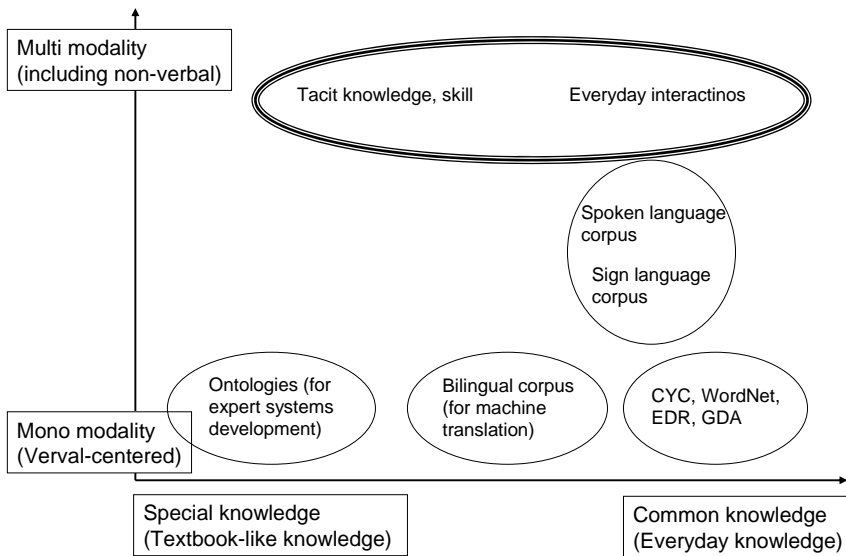 Multi modality
(including non-verbal)
Tacit knowledge, skill
Everyday interactinos
Spoken language
corpus
Sign language
corpus
Ontologies (for
expert systems
development)
Bilingual corpus
(for machine
translation)
CYC, WordNet,
EDR, GDA
Mono modality
(Verval-centered)
Special knowledge
(Textbook-like knowledge)
Common knowledge
(Everyday knowledge)